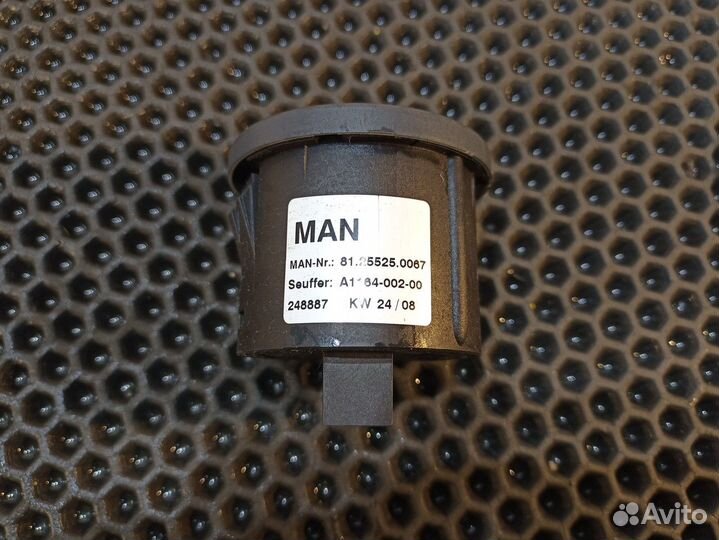 MAN
MAN-Nr.: 81.25525.0067
Seuffer: A1164-002-00
248887 KW 24 / 08
Avito